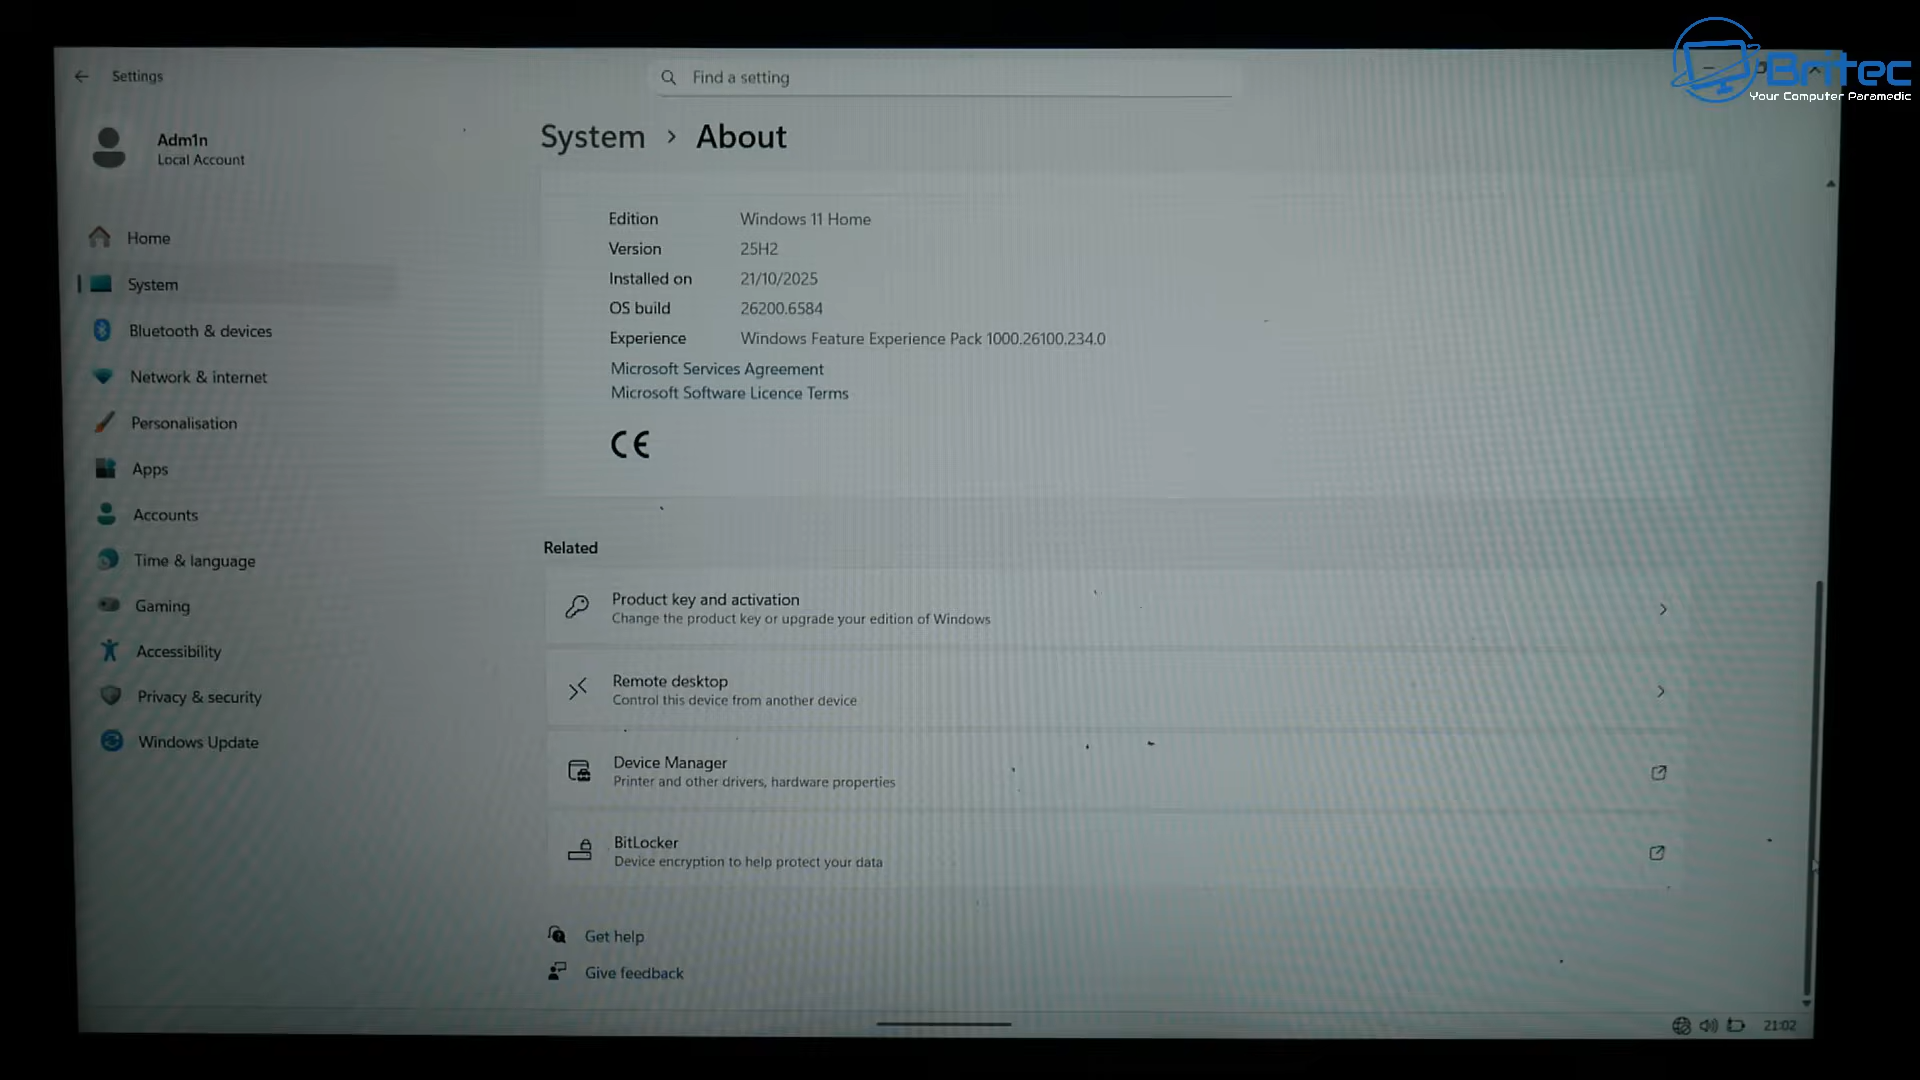 Settings
Find a setting
Britec
Your Computer Paramedic
Adm1n
Local Account
System > About
Home
System
Bluetooth & devices
Network & internet
Personalisation
Apps
Accounts
Time & language
Gaming
Accessibility
Privacy & security
Windows Update
Edition Windows 11 Home
Version 25H2
Installed on 21/10/2025
OS build 26200.6584
Experience Windows Feature Experience Pack 1000.26100.234.0
Microsoft Services Agreement
Microsoft Software Licence Terms
CE
Related
Product key and activation
Change the product key or upgrade your edition of Windows
Remote desktop
Control this device from another device
Device Manager
Printer and other drivers, hardware properties
BitLocker
Device encryption to help protect your data
Get help
Give feedback
21:02